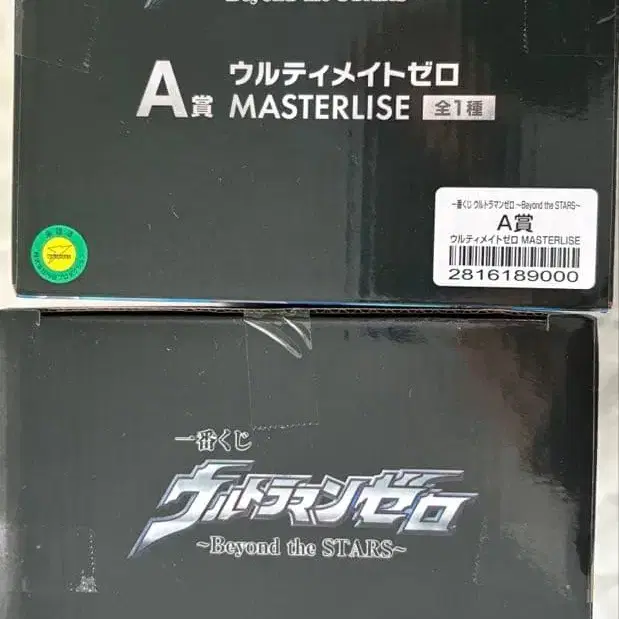 ~Beyond the STARS~
A賞
ウルティメイトゼロ
MASTERLISE 全1種
一番くじ ウルトラマンゼロ ~Beyond the STARS~
A賞
ウルティメイトゼロ MASTERLISE
2816189000
一番くじ
ウルトラマンゼロ
~Beyond the STARS~